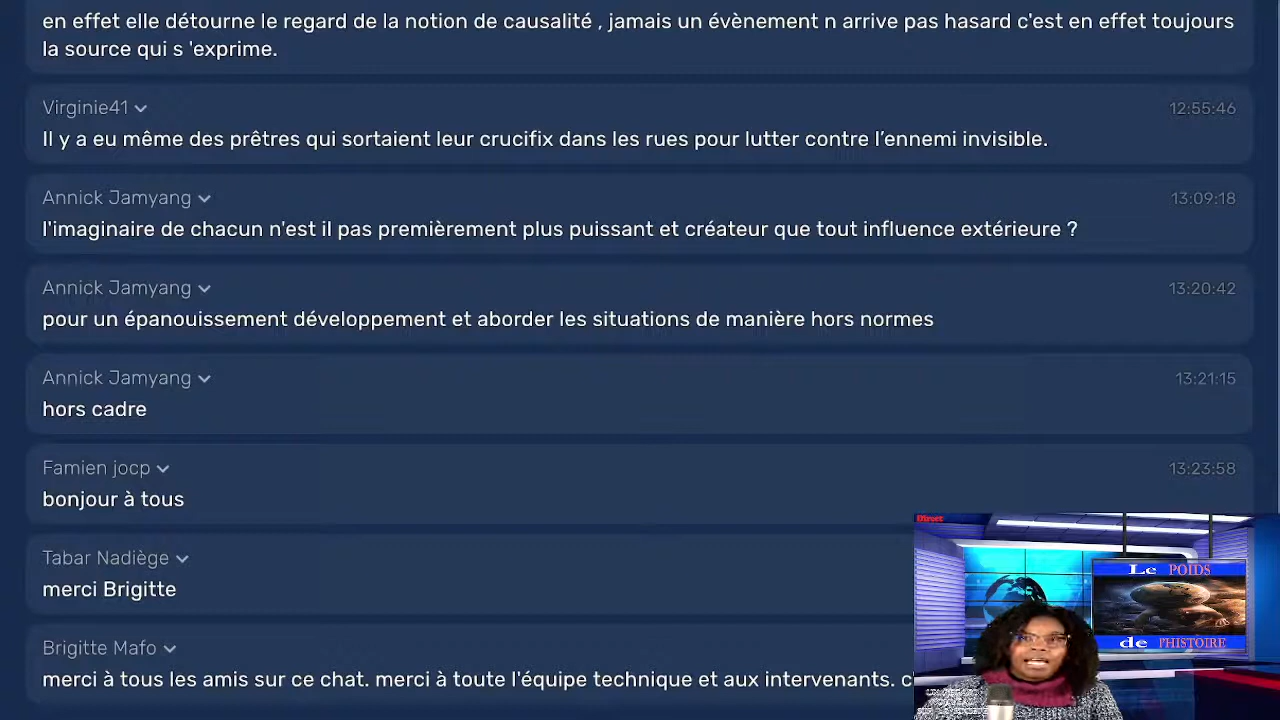 en effet elle détourne le regard de la notion de causalité , jamais un évènement n arrive pas hasard c'est en effet toujours
la source qui s 'exprime.
Virginie41
12:55:46
Il y a eu même des prêtres qui sortaient leur crucifix dans les rues pour lutter contre l’ennemi invisible.
Annick Jamyang
13:09:18
l'imaginaire de chacun n'est il pas premièrement plus puissant et créateur que tout influence extérieure ?
Annick Jamyang
13:20:42
pour un épanouissement développement et aborder les situations de manière hors normes
Annick Jamyang
13:21:15
hors cadre
Famien jocp
13:23:58
bonjour à tous
Tabar Nadiège
merci Brigitte
Brigitte Mafo
merci à tous les amis sur ce chat. merci à toute l'équipe technique et aux intervenants. c
Direct
Le POIDS
de l'HISTOIRE